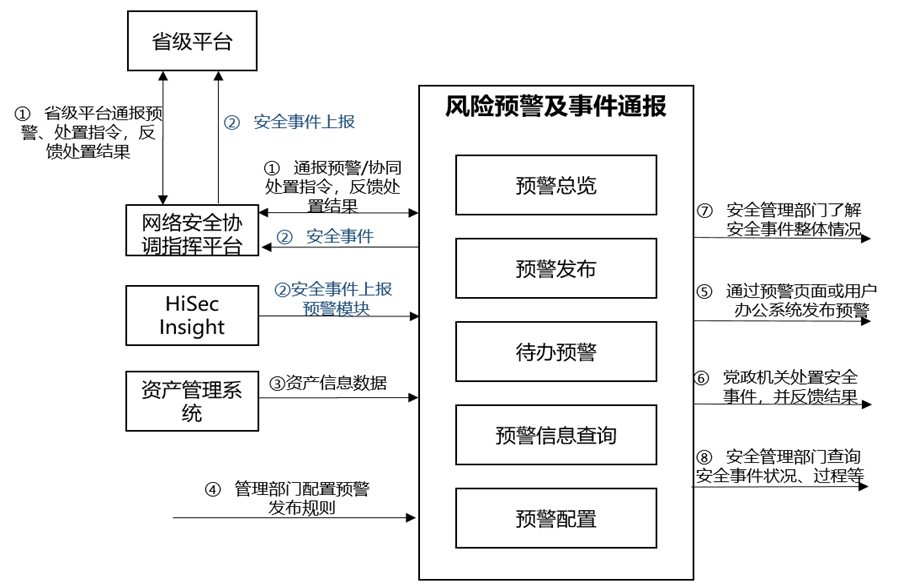 省级平台
① 省级平台通报预
警、处置指令，反
馈处置结果
② 安全事件上报
① 通报预警/协同
处置指令，反馈处
置结果
网络安全协
调指挥平台
② 安全事件
HiSec
Insight
②安全事件上报
预警模块
资产管理系
统
③资产信息数据
④ 管理部门配置预警
发布规则
风险预警及事件通报
预警总览
预警发布
待办预警
预警信息查询
预警配置
⑦ 安全管理部门了解
安全事件整体情况
⑤ 通过预警页面或用户
办公系统发布预警
⑥ 党政机关处置安全
事件，并反馈结果
⑧ 安全管理部门查询
安全事件状况、过程等